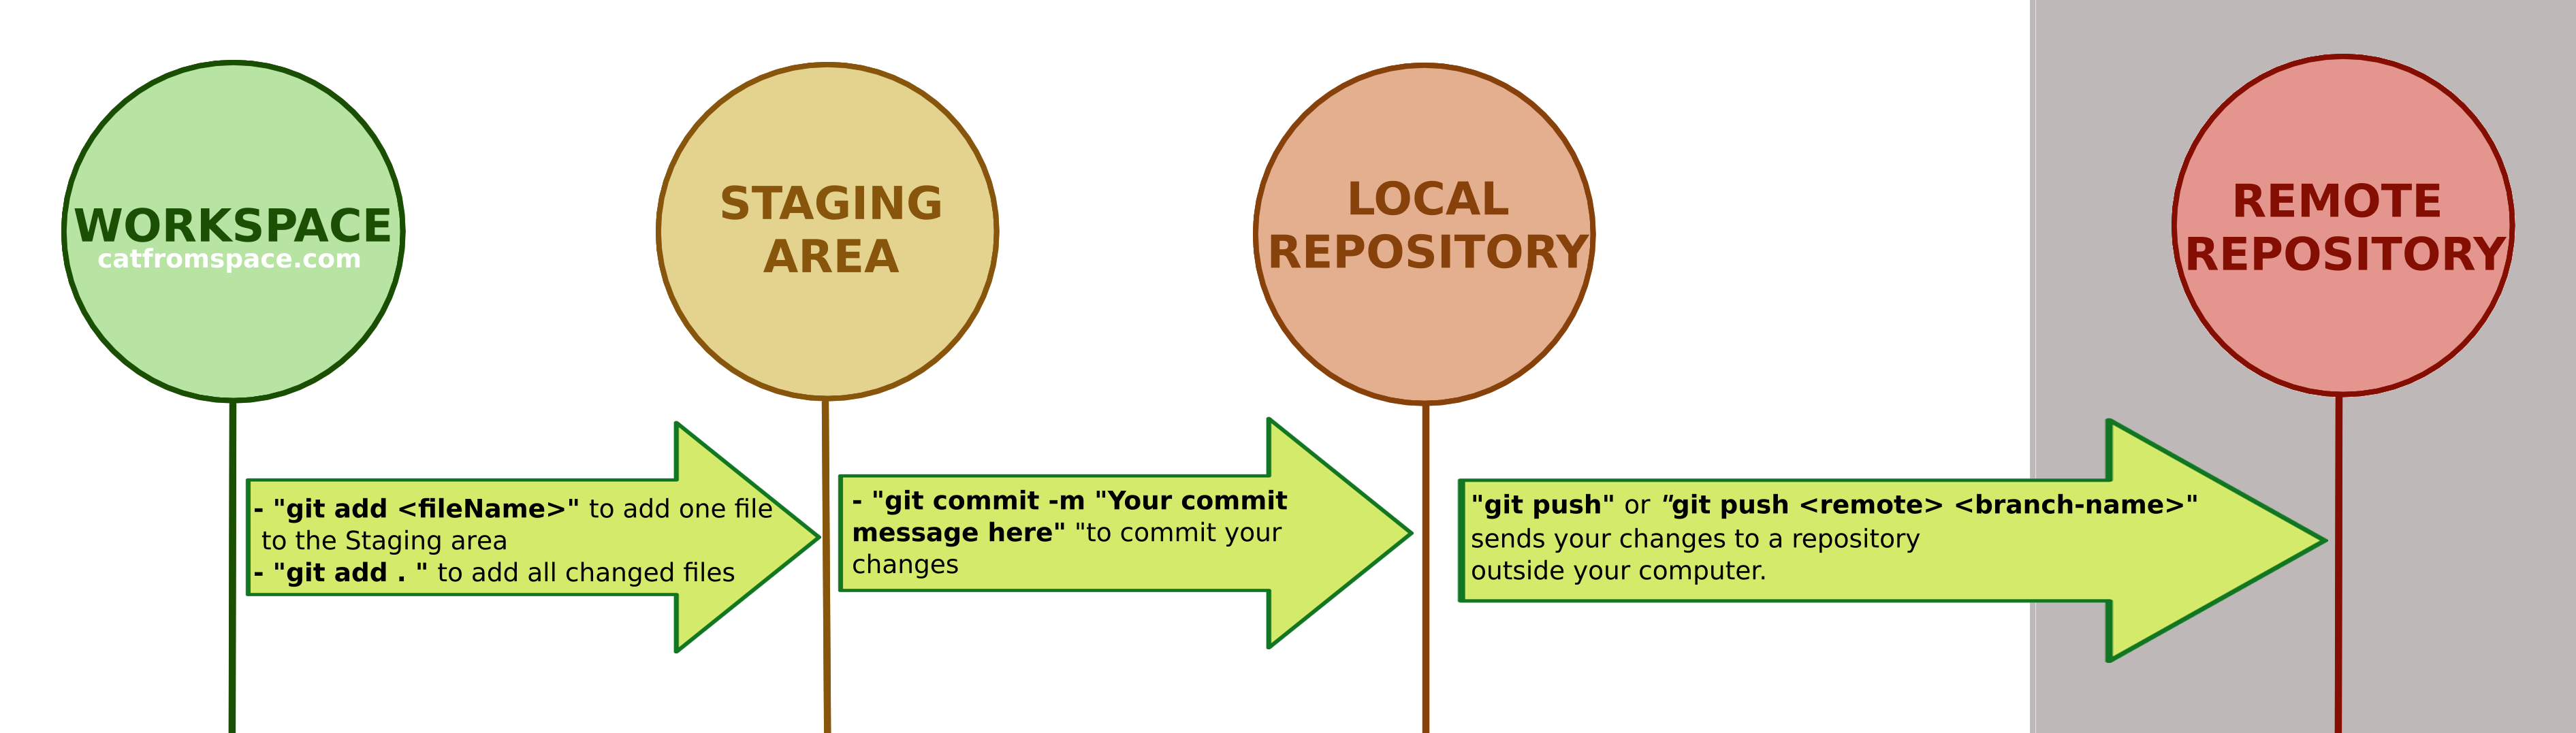 WORKSPACE
catfromspace.com
STAGING
AREA
LOCAL
REPOSITORY
REMOTE
REPOSITORY
- "git add <fileName>" to add one file
to the Staging area
- "git add . " to add all changed files
- "git commit -m "Your commit
message here" "to commit your
changes
"git push" or "git push <remote> <branch-name>"
sends your changes to a repository
outside your computer.